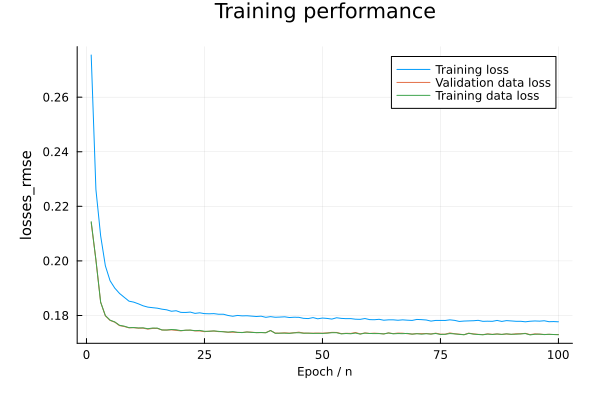 Training performance
Training loss
Validation data loss
Training data loss
losses_rmse
0.26
0.24
0.22
0.20
0.18
0
25
50
75
100
Epoch / n